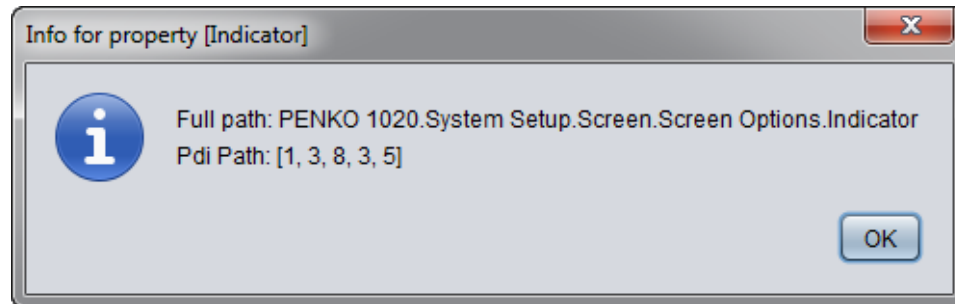 Info for property [Indicator]
Full path: PENKO 1020.System Setup.Screen.Screen Options.Indicator
Pdi Path: [1, 3, 8, 3, 5]
OK